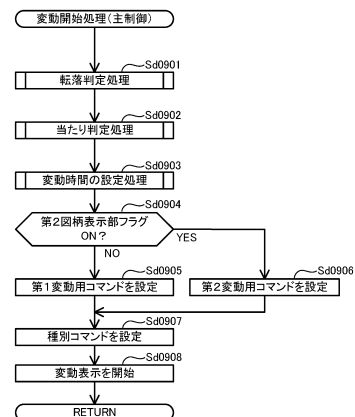 変動開始処理(主制御)
Sd0901
転落判定処理
Sd0902
当たり判定処理
Sd0903
変動時間の設定処理
Sd0904
第2図柄表示部フラグ
ON?
YES
NO
Sd0905
第1変動用コマンドを設定
Sd0906
第2変動用コマンドを設定
Sd0907
種別コマンドを設定
Sd0908
変動表示を開始
RETURN